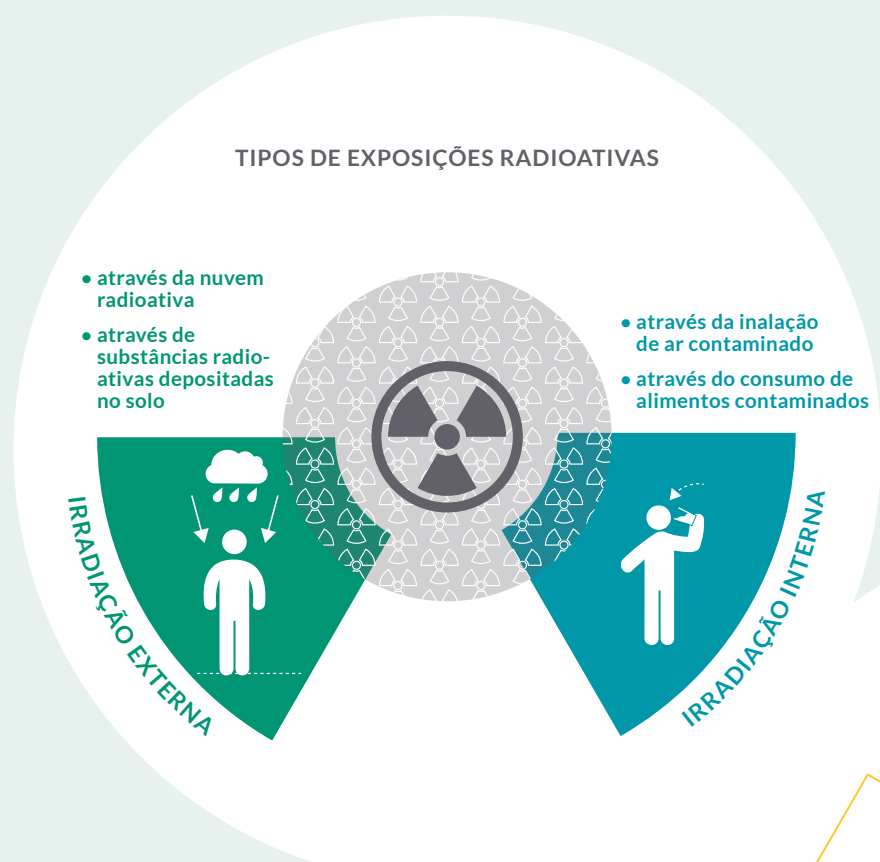 TIPOS DE EXPOSIÇÕES RADIOATIVAS
• através da nuvem
radioativa
• através de
substâncias radio-
ativas depositadas
no solo
IRRADIAÇÃO EXTERNA
• através da inalação
de ar contaminado
• através do consumo de
alimentos contaminados
IRRADIAÇÃO INTERNA